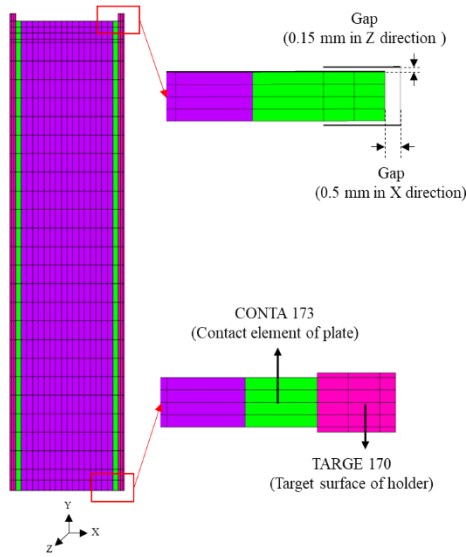 Gap
(0.15 mm in Z direction )
Gap
(0.5 mm in X direction)
CONTA 173
(Contact element of plate)
TARGE 170
(Target surface of holder)
Y
X
Z